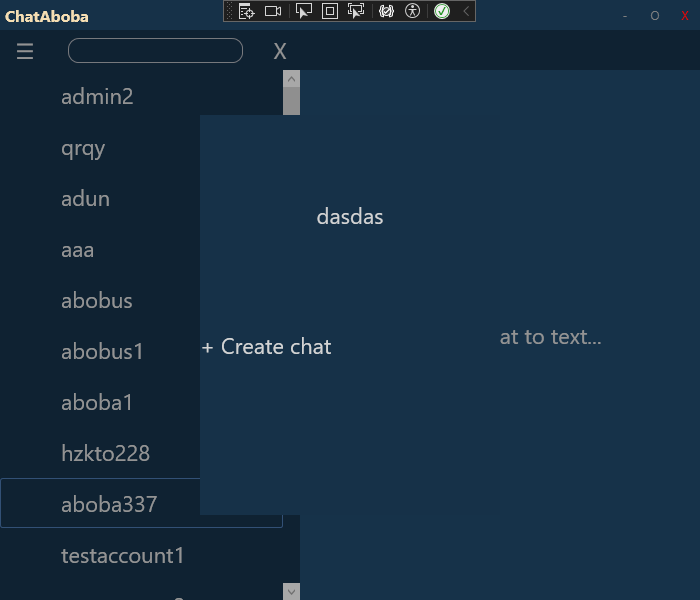 ChatAboba
- O X
X
admin2
qrqy
adun
aaa
abobus
abobus1
aboba1
hzkto228
aboba337
testaccount1
dasdas
+ Create chat
at to text...